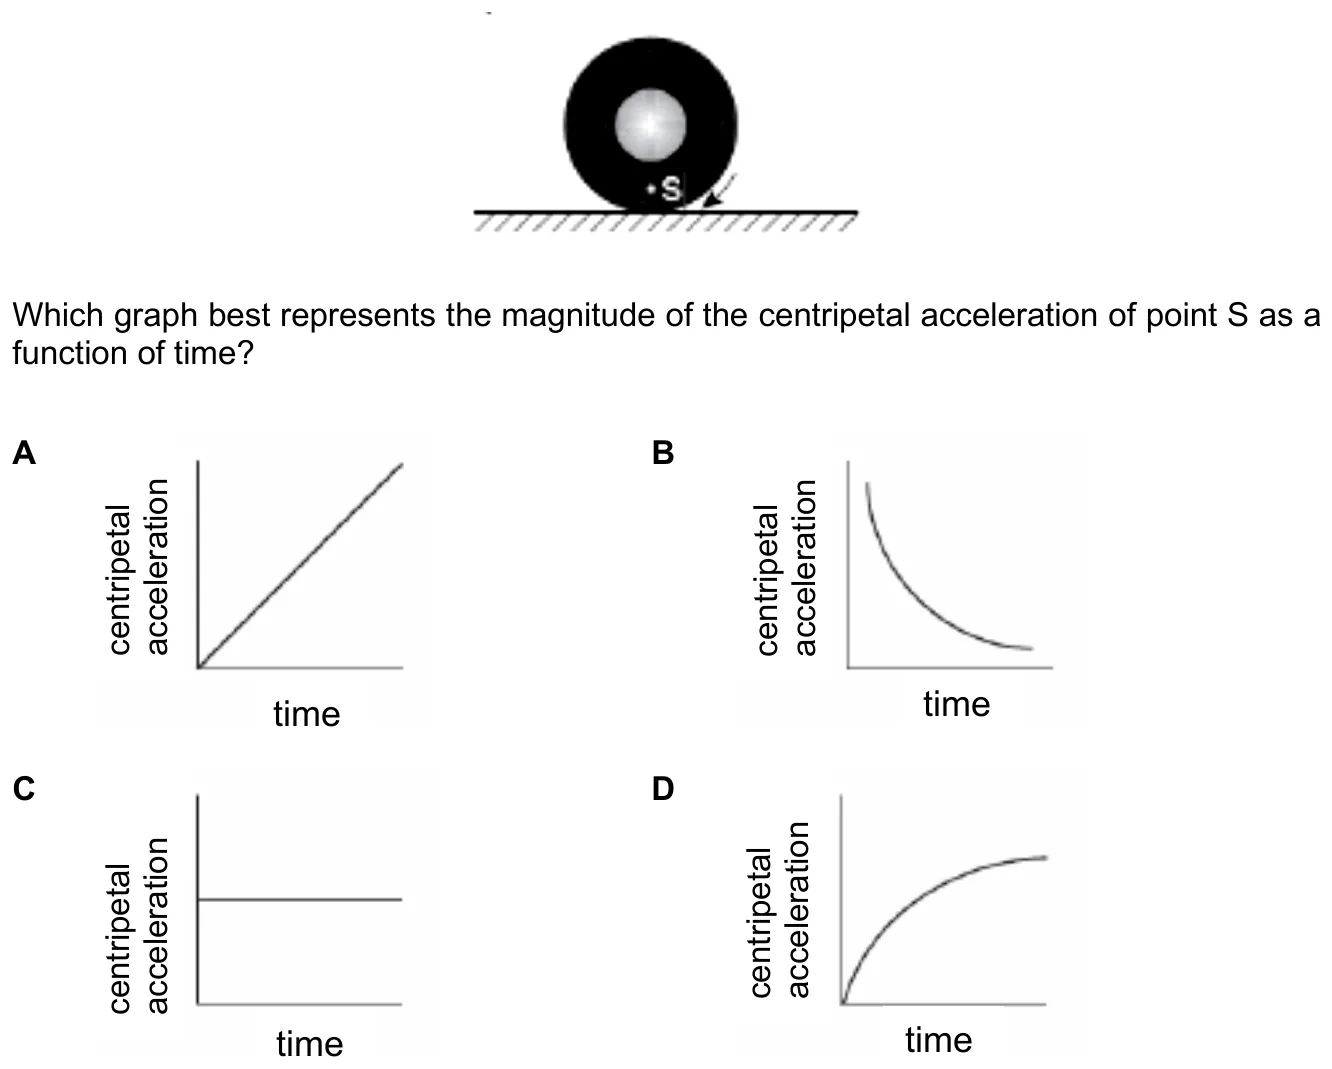 S
Which graph best represents the magnitude of the centripetal acceleration of point S as a
function of time?
A
centripetal
acceleration
time
B
centripetal
acceleration
time
C
centripetal
acceleration
time
D
centripetal
acceleration
time